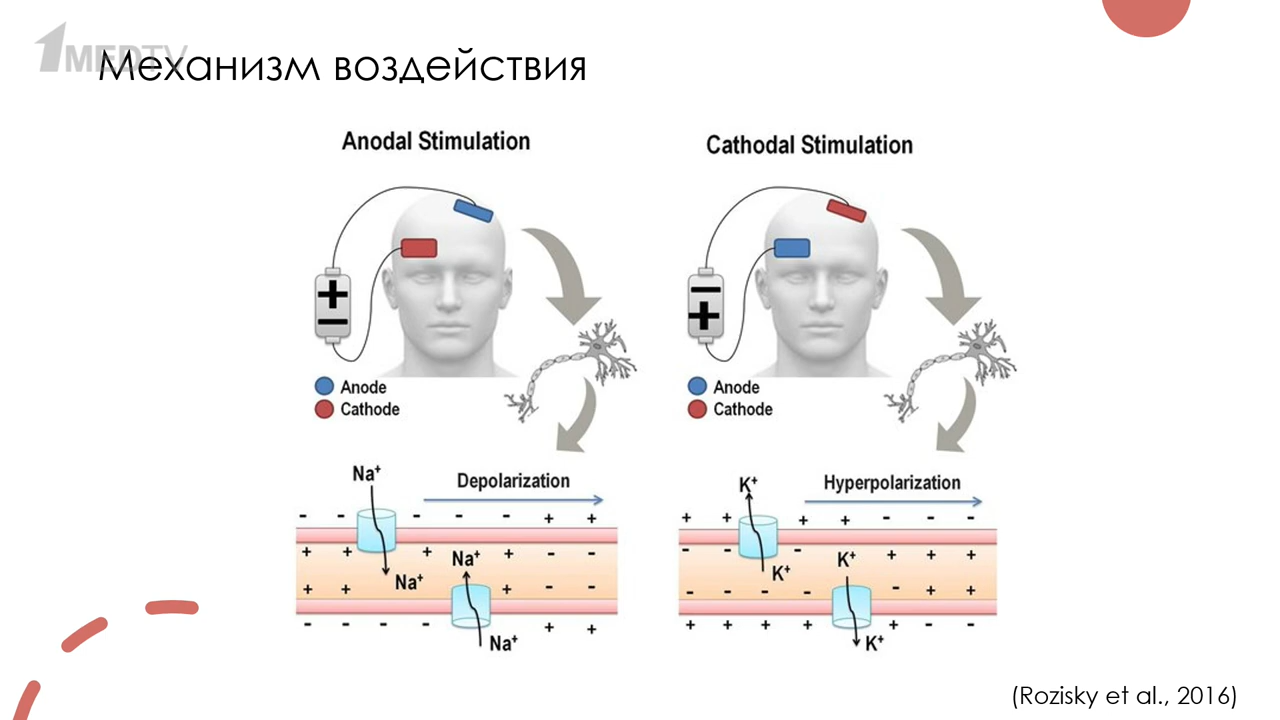 1MEDTV
Механизм воздействия
Anodal Stimulation
Cathodal Stimulation
+
−
−
+
Anode
Cathode
Anode
Cathode
Na⁺
Depolarization
- - - - - + +
+ + + + - -
Na⁺
Na⁺
+ + + - -
- - - - + +
Na⁺
K⁺
Hyperpolarization
+ + + + - - -
- - - + + +
K⁺
K⁺
- - - - - + +
+ + + + + - -
K⁺
(Rozisky et al., 2016)